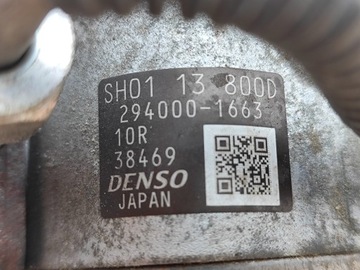 SH01 13 800D
294000-1663
10R
38469
DENSO
JAPAN